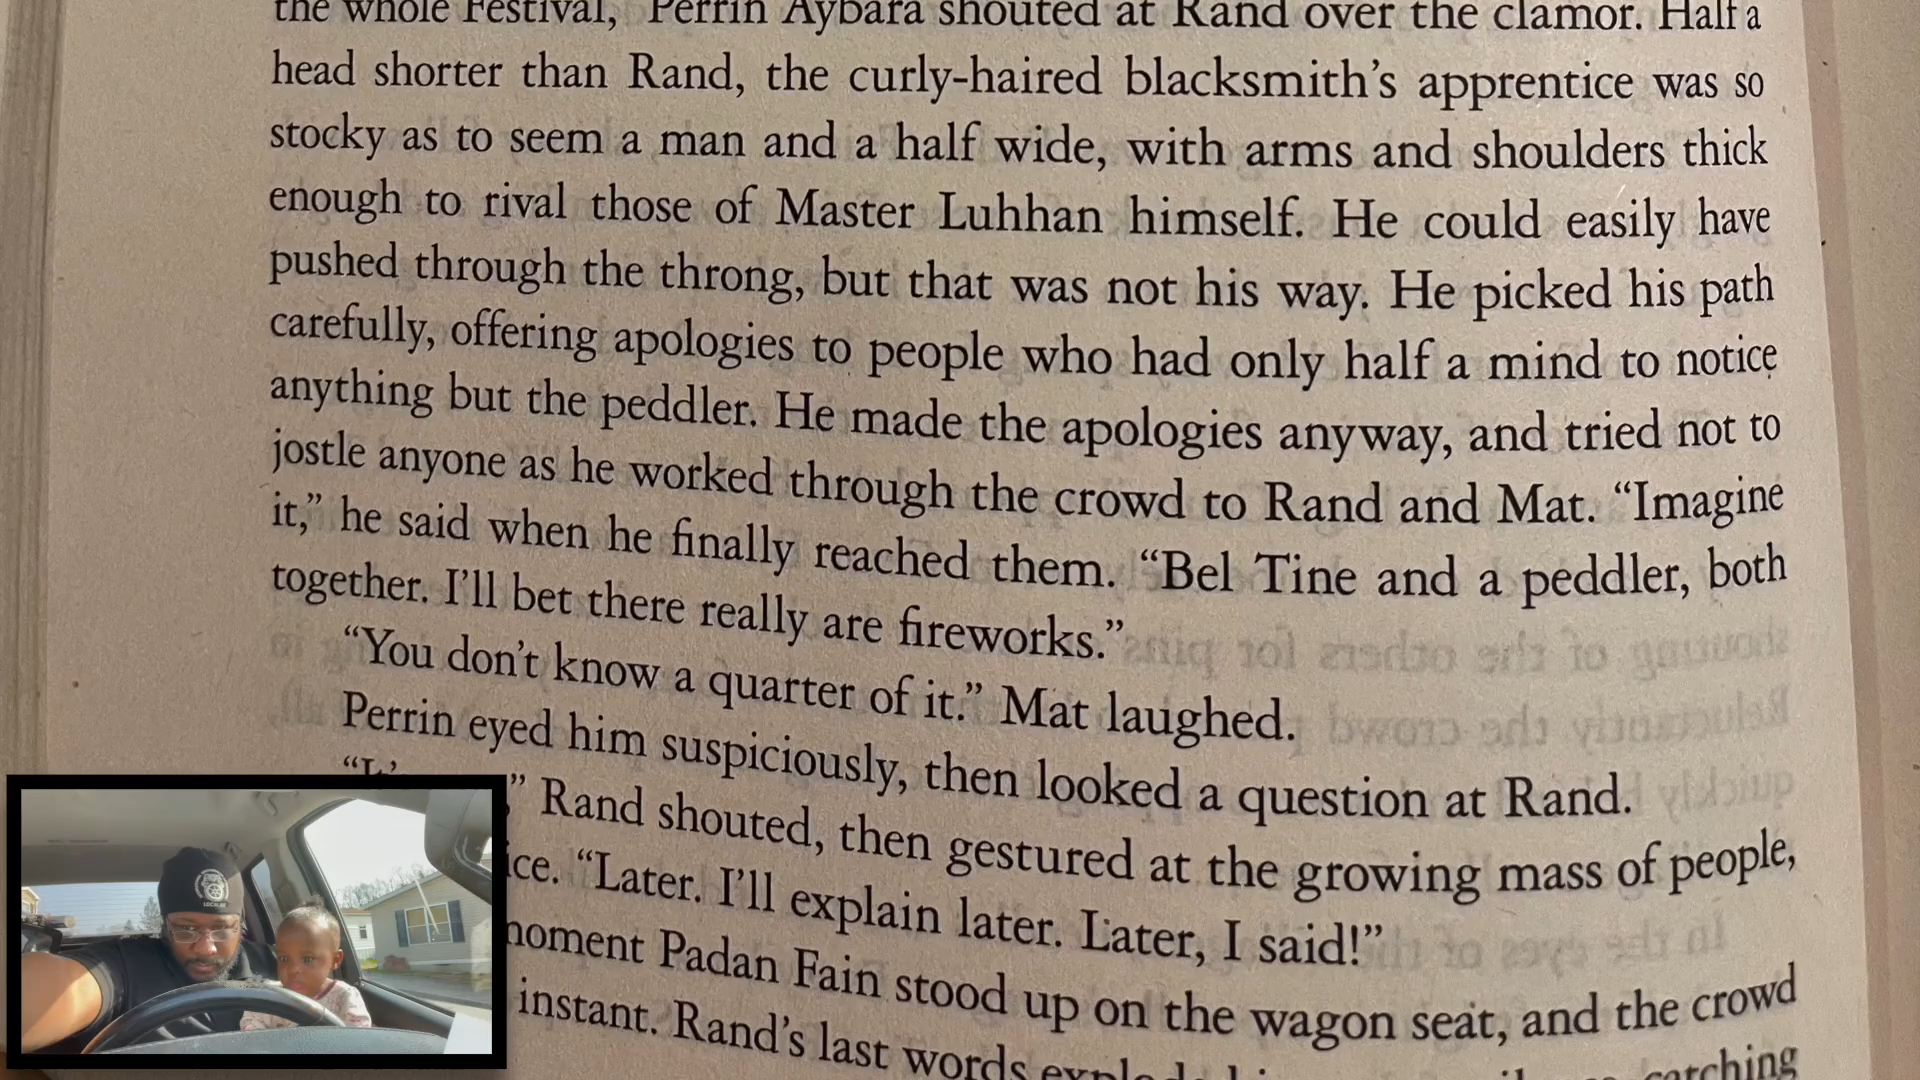 the whole Festival," Perrin Aybara shouted at Rand over the clamor. Half a
head shorter than Rand, the curly-haired blacksmith's apprentice was so
stocky as to seem a man and a half wide, with arms and shoulders thick
enough to rival those of Master Luhhan himself. He could easily have
pushed through the throng, but that was not his way. He picked his path
carefully, offering apologies to people who had only half a mind to notice
anything but the peddler. He made the apologies anyway, and tried not to
jostle anyone as he worked through the crowd to Rand and Mat. “Imagine
it,” he said when he finally reached them. “Bel Tine and a peddler, both
together. I’ll bet there really are fireworks.”
“You don’t know a quarter of it.” Mat laughed.
Perrin eyed him suspiciously, then looked a question at Rand.
” Rand shouted, then gestured at the growing mass of people,
“Later. I’ll explain later. Later, I said!”
Padan Fain stood up on the wagon seat, and the crowd
instant. Rand’s last words